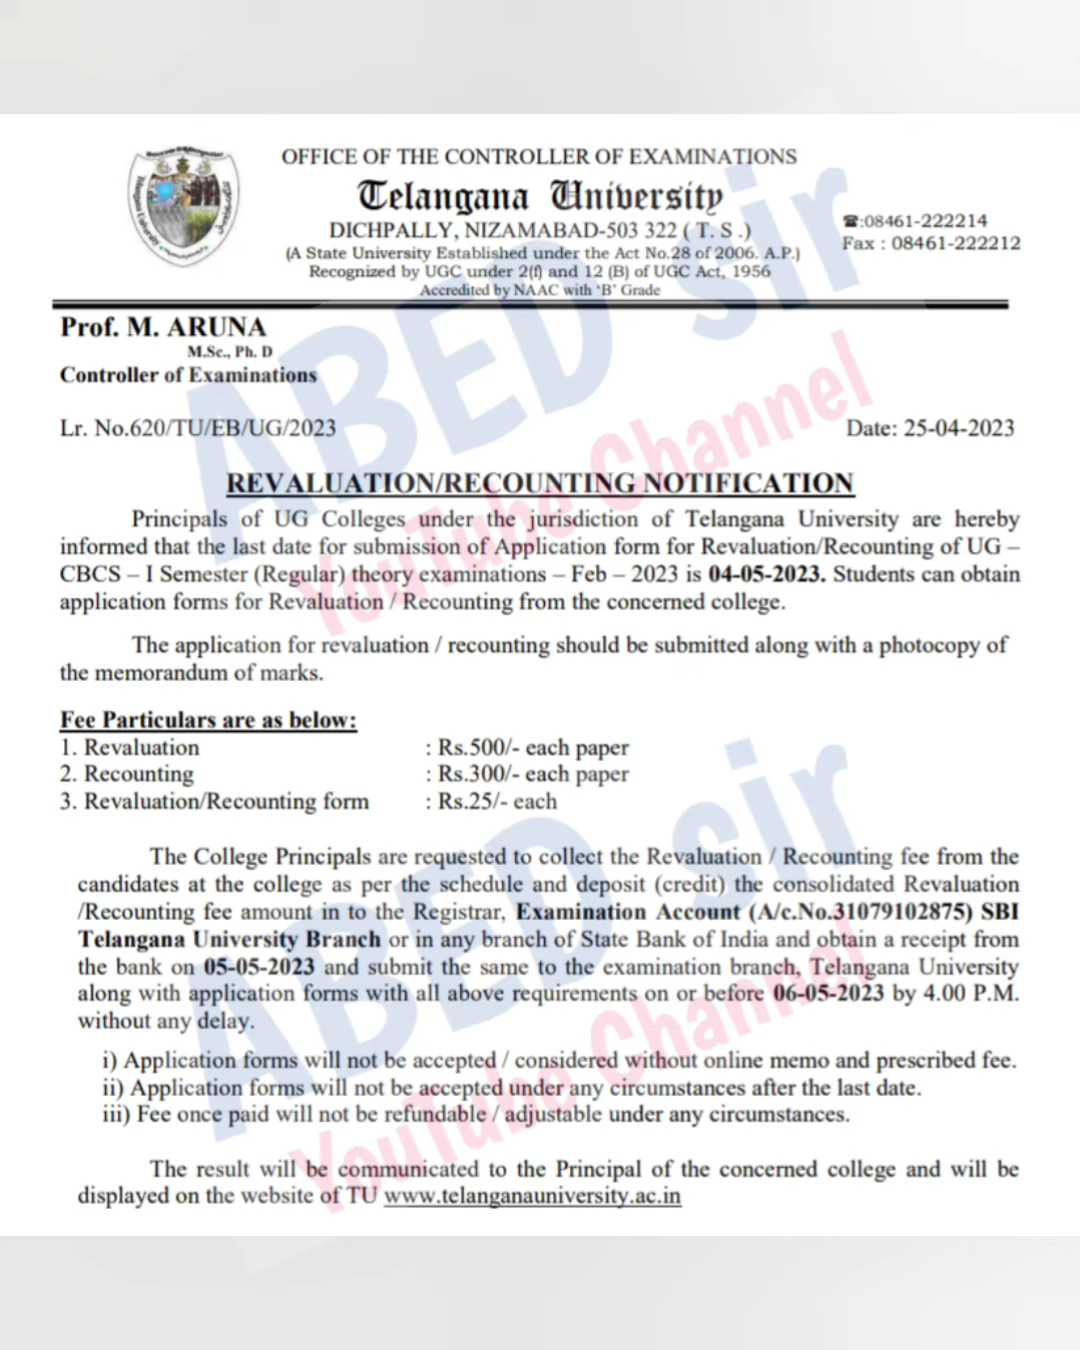 OFFICE OF THE CONTROLLER OF EXAMINATIONS
Telangana University
DICHPALLY, NIZAMABAD-503 322 ( T. S .)
(A State University Established under the Act No.28 of 2006. A.P.)
Recognized by UGC under 2(f) and 12 (B) of UGC Act, 1956
Accredited by NAAC with 'B' Grade
☎:08461-222214
Fax : 08461-222212
Telangana University
Prof. M. ARUNA
M.Sc., Ph. D
Controller of Examinations
Lr. No.620/TU/EB/UG/2023
Date: 25-04-2023
REVALUATION/RECOUNTING NOTIFICATION
Principals of UG Colleges under the jurisdiction of Telangana University are hereby
informed that the last date for submission of Application form for Revaluation/Recounting of UG –
CBCS – I Semester (Regular) theory examinations – Feb – 2023 is 04-05-2023. Students can obtain
application forms for Revaluation / Recounting from the concerned college.
The application for revaluation / recounting should be submitted along with a photocopy of
the memorandum of marks.
Fee Particulars are as below:
1. Revaluation : Rs.500/- each paper
2. Recounting : Rs.300/- each paper
3. Revaluation/Recounting form : Rs.25/- each
The College Principals are requested to collect the Revaluation / Recounting fee from the
candidates at the college as per the schedule and deposit (credit) the consolidated Revaluation
/Recounting fee amount in to the Registrar, Examination Account (A/c.No.31079102875) SBI
Telangana University Branch or in any branch of State Bank of India and obtain a receipt from
the bank on 05-05-2023 and submit the same to the examination branch, Telangana University
along with application forms with all above requirements on or before 06-05-2023 by 4.00 P.M.
without any delay.
i) Application forms will not be accepted / considered without online memo and prescribed fee.
ii) Application forms will not be accepted under any circumstances after the last date.
iii) Fee once paid will not be refundable / adjustable under any circumstances.
The result will be communicated to the Principal of the concerned college and will be
displayed on the website of TU www.telanganauniversity.ac.in
ABED sir
YouTube Channel
ABED sir
YouTube Channel